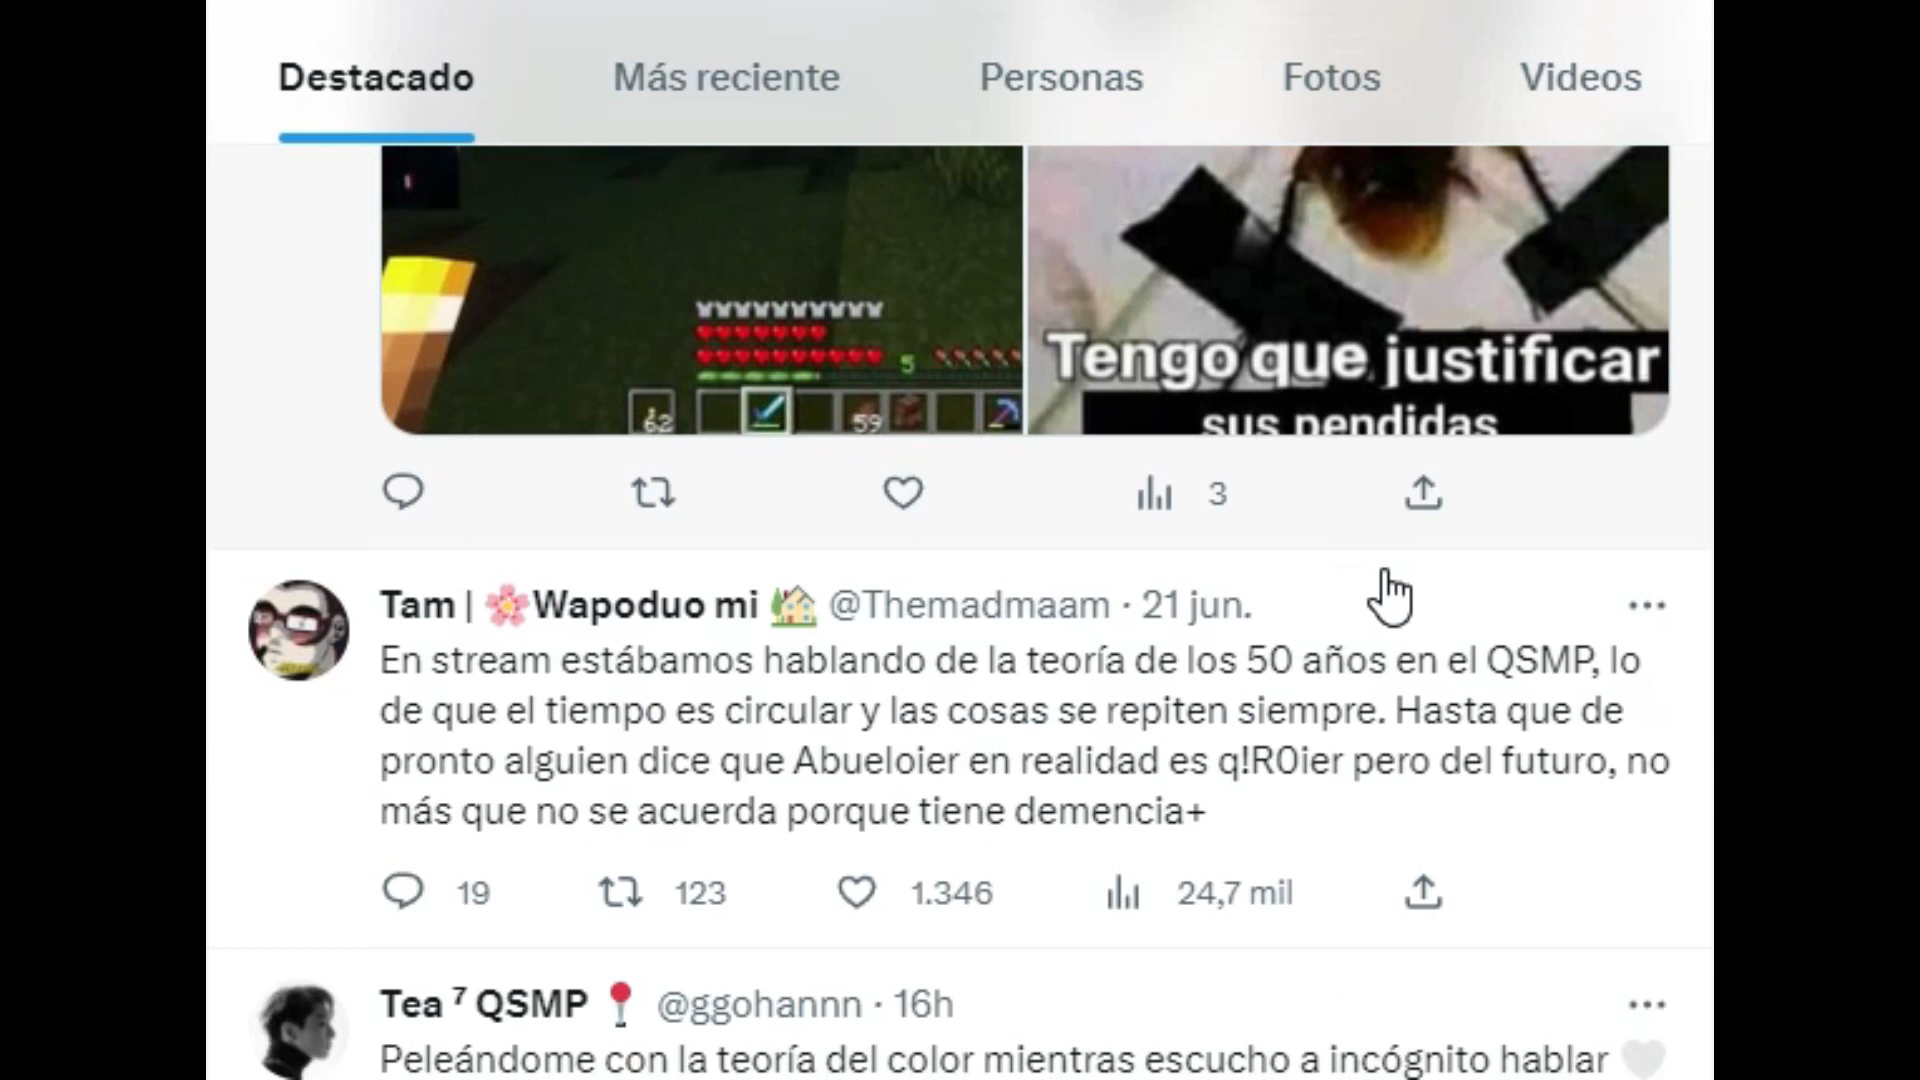 Destacado Más reciente Personas Fotos Videos
5
62 59
Tengo que justificar
sus pendidas
3
Tam | 🌸Wapoduo mi 🏡 @Themadmaam · 21 jun.
En stream estábamos hablando de la teoría de los 50 años en el QSMP, lo
de que el tiempo es circular y las cosas se repiten siempre. Hasta que de
pronto alguien dice que Abueloier en realidad es q!R0ier pero del futuro, no
más que no se acuerda porque tiene demencia+
19 123 1.346 24,7 mil
Tea ⁷ QSMP 📍 @ggohannn · 16h
Peleándome con la teoría del color mientras escucho a incógnito hablar 🤍